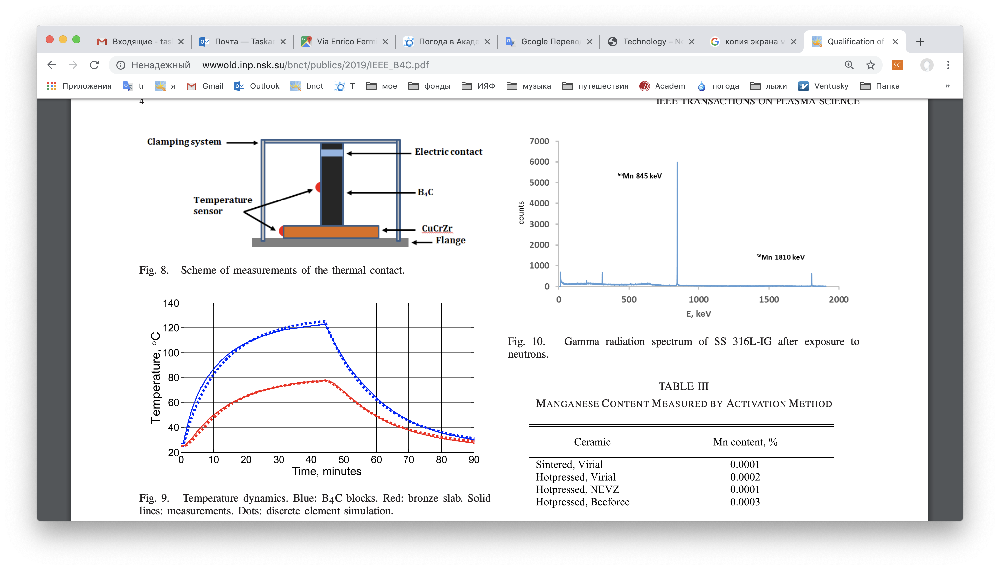 Входящие - tas
Почта — Taskae
Via Enrico Ferm
Погода в Акаде
Google Перево
Technology – Ne
копия экрана м
Qualification of
Ненадежный
wwwold.inp.nsk.su/bnct/publics/2019/IEEE_B4C.pdf
SC
Приложения
tr
я
Gmail
Outlook
bnct
T
мое
фонды
ИЯФ
музыка
путешествия
Academ
погода
лыжи
Ventusky
Папка
»
4
IEEE TRANSACTIONS ON PLASMA SCIENCE
Clamping system
Electric contact
B₄C
Temperature
sensor
CuCrZr
Flange
Fig. 8. Scheme of measurements of the thermal contact.
140
120
100
80
60
40
20
Temperature, °C
0 10 20 30 40 50 60 70 80 90
Time, minutes
Fig. 9. Temperature dynamics. Blue: B4C blocks. Red: bronze slab. Solid
lines: measurements. Dots: discrete element simulation.
7000
6000
5000
4000
3000
2000
1000
0
counts
⁵⁶Mn 845 keV
⁵⁶Mn 1810 keV
0 500 1000 1500 2000
E, keV
Fig. 10. Gamma radiation spectrum of SS 316L-IG after exposure to
neutrons.
TABLE III
MANGANESE CONTENT MEASURED BY ACTIVATION METHOD
Ceramic Mn content, %
Sintered, Virial 0.0001
Hotpressed, Virial 0.0002
Hotpressed, NEVZ 0.0001
Hotpressed, Beeforce 0.0003